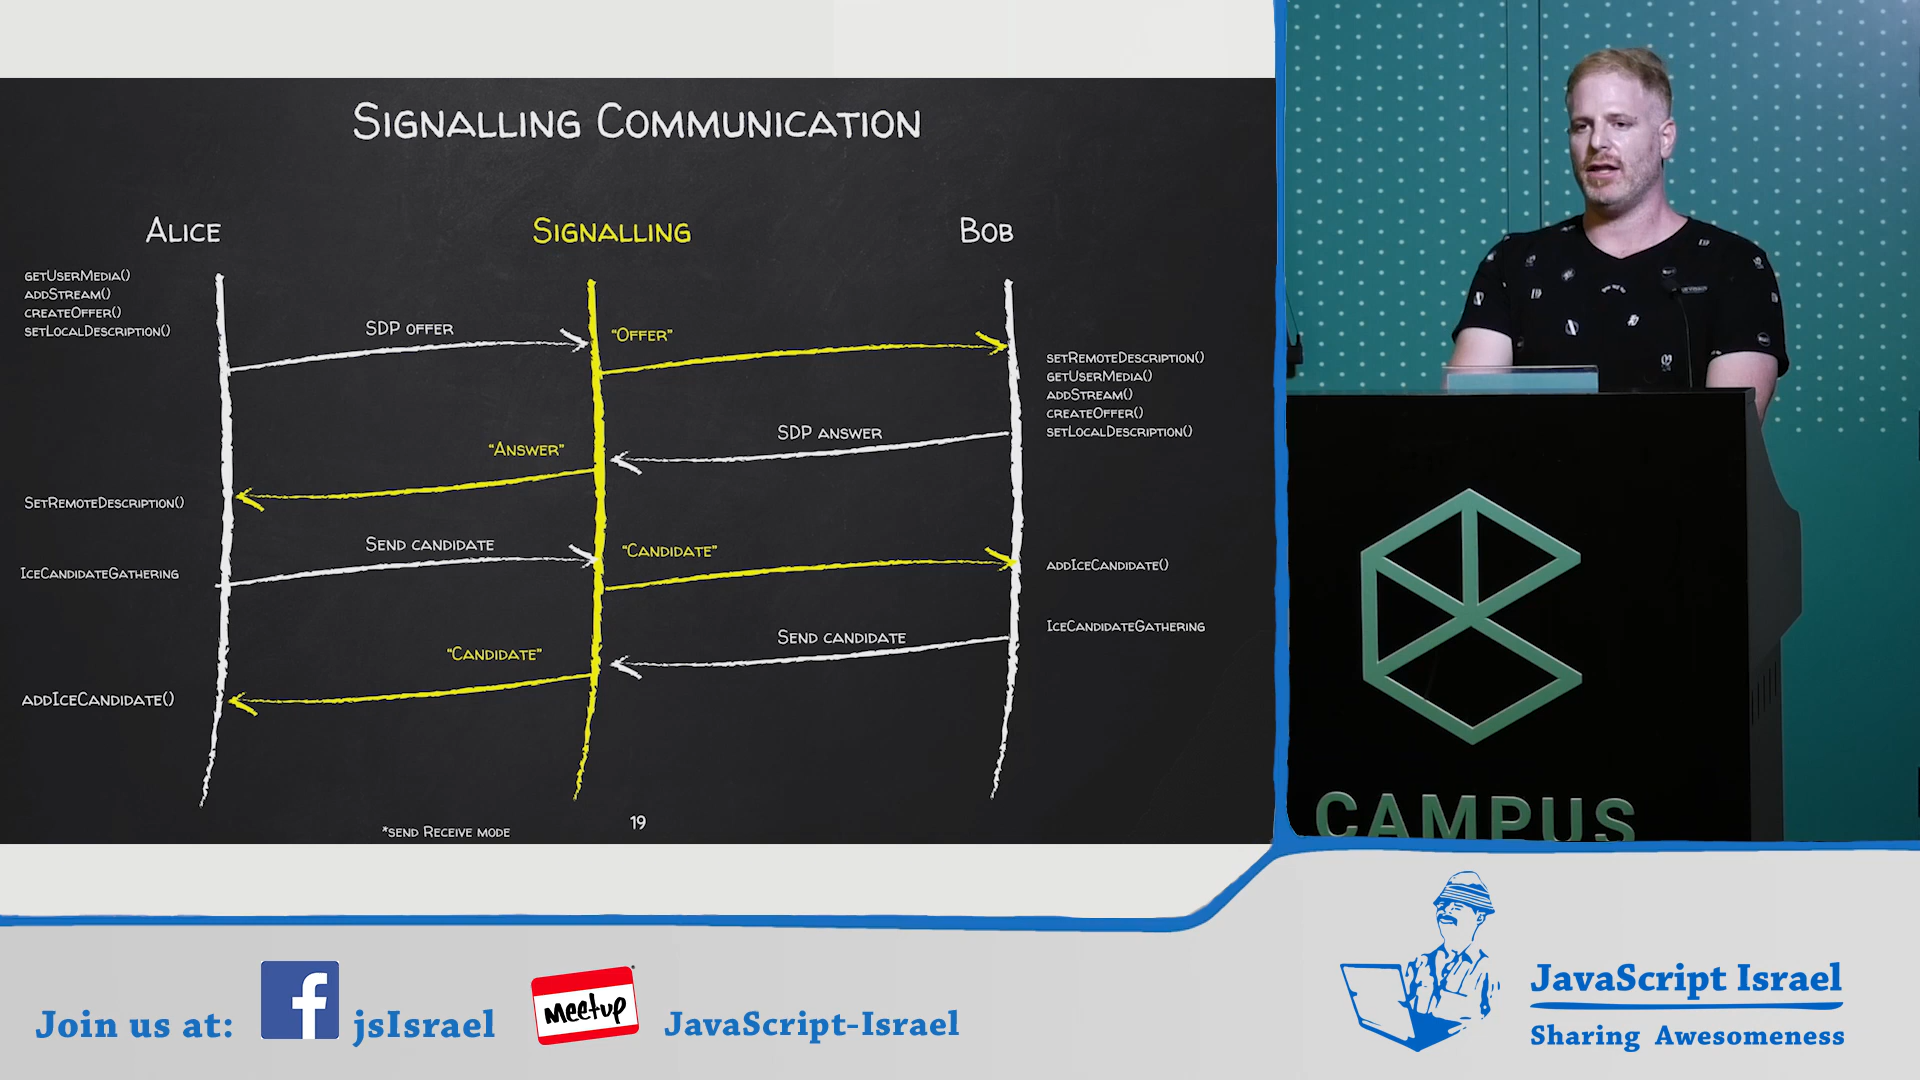 Signalling Communication
Alice
Signalling
Bob
getUserMedia()
addStream()
createOffer()
setLocalDescription()
SDP offer
"Offer"
setRemoteDescription()
getUserMedia()
addStream()
createOffer()
setLocalDescription()
SDP answer
"Answer"
SetRemoteDescription()
Send candidate
"Candidate"
IceCandidateGathering
addIceCandidate()
IceCandidateGathering
Send candidate
"Candidate"
addIceCandidate()
19
*send Receive mode
CAMPUS
Join us at:
f
jsIsrael
Meetup
JavaScript-Israel
JavaScript Israel
Sharing Awesomeness